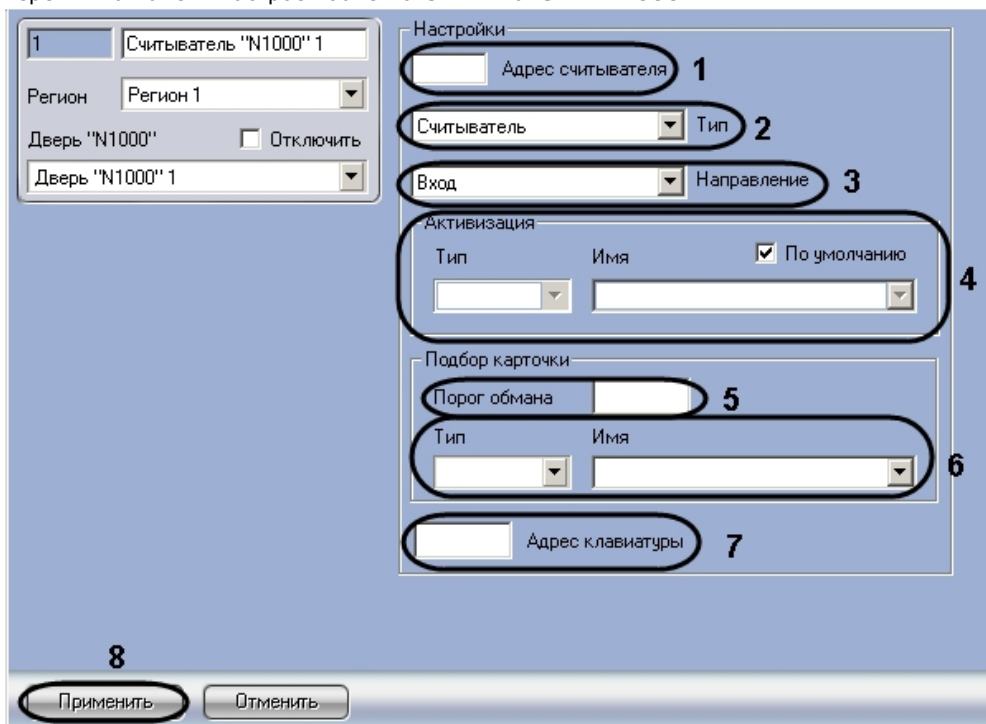 1
Считыватель "N1000" 1
Регион
Регион 1
Дверь "N1000"
Отключить
Дверь "N1000" 1
Настройки
Адрес считывателя
1
Считыватель
Тип
2
Вход
Направление
3
Активизация
Тип
Имя
По умолчанию
4
Подбор карточки
Порог обмана
5
Тип
Имя
6
Адрес клавиатуры
7
8
Применить
Отменить